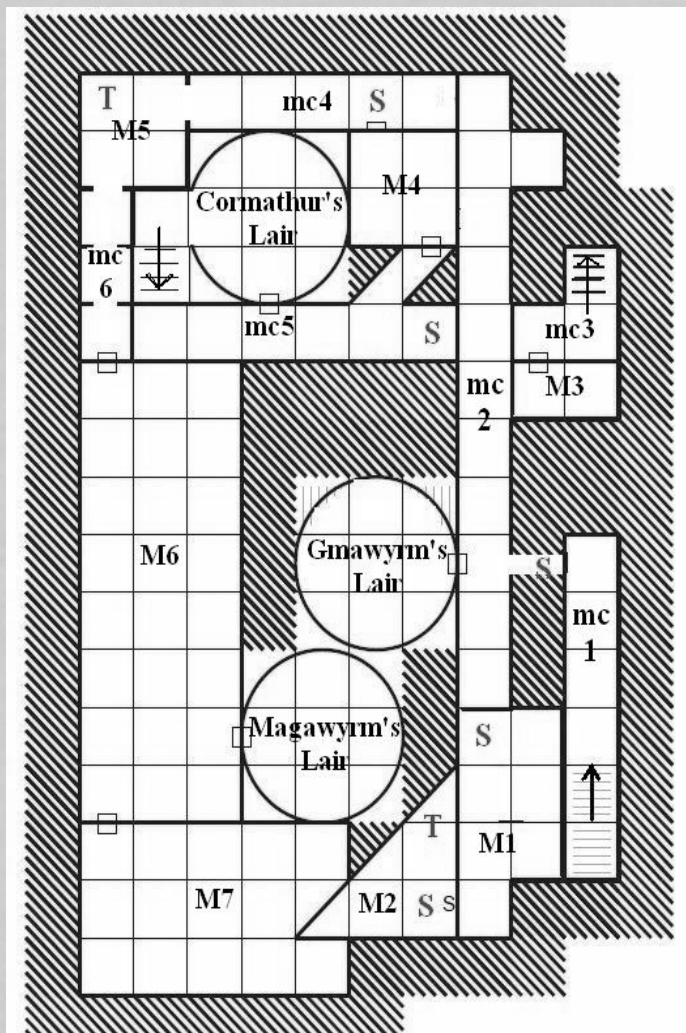 T
mc4
S
M5
M4
Cormathur's
Lair
mc
6
mc3
mc5
S
M3
mc
2
M6
Gmawyrm's
Lair
S
mc
1
Magawyrm's
Lair
S
T
M1
M7
M2
S
S